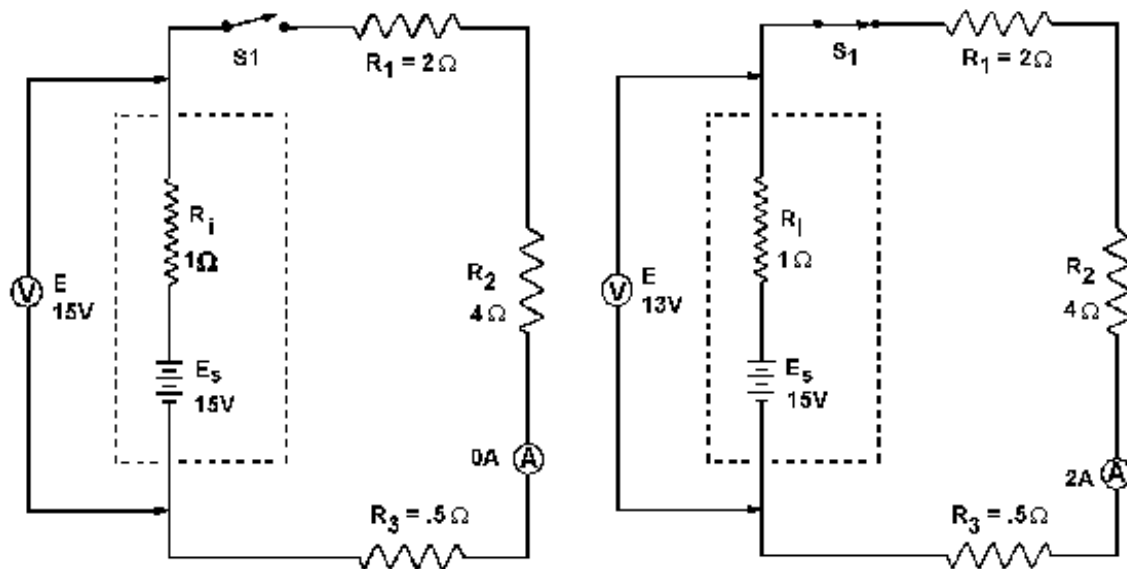 S1
R1 = 2Ω
Ri
1Ω
V
E
15V
R2
4Ω
Es
15V
0A
A
R3 = .5Ω
S1
R1 = 2Ω
Ri
1Ω
V
E
13V
R2
4Ω
Es
15V
2A
A
R3 = .5Ω